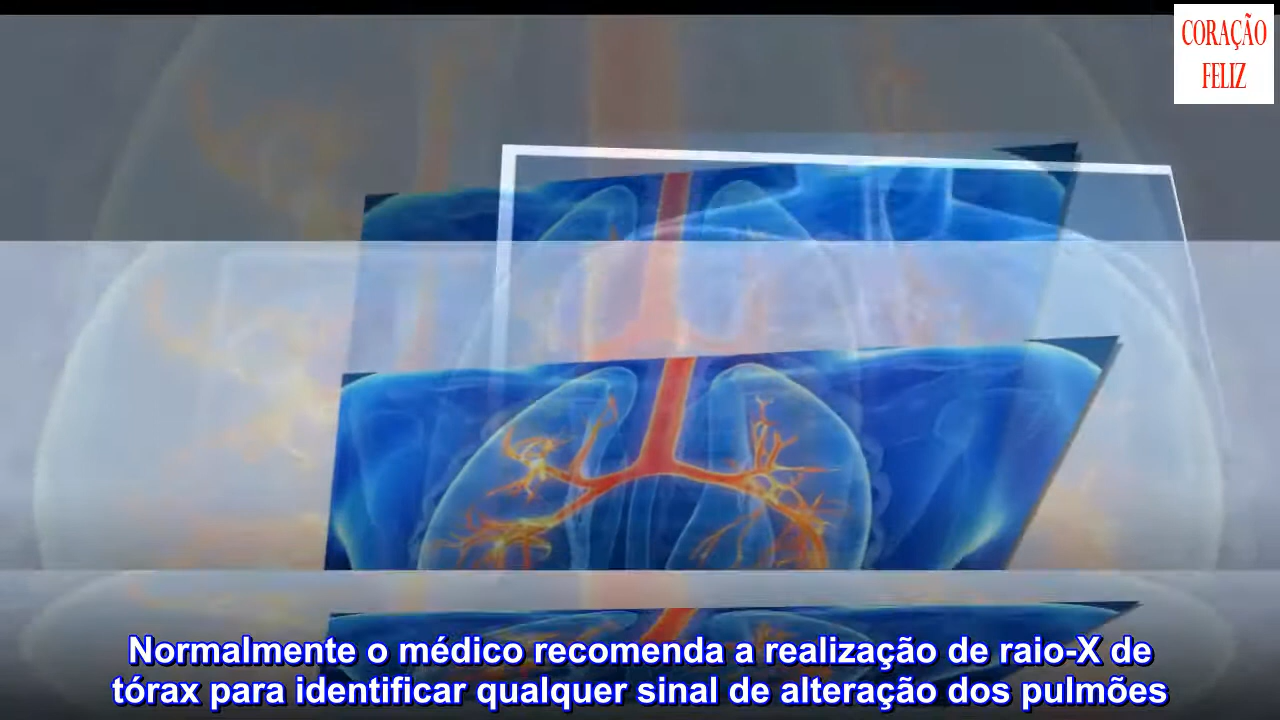 CORAÇÃO
FELIZ
Normalmente o médico recomenda a realização de raio-X de
tórax para identificar qualquer sinal de alteração dos pulmões